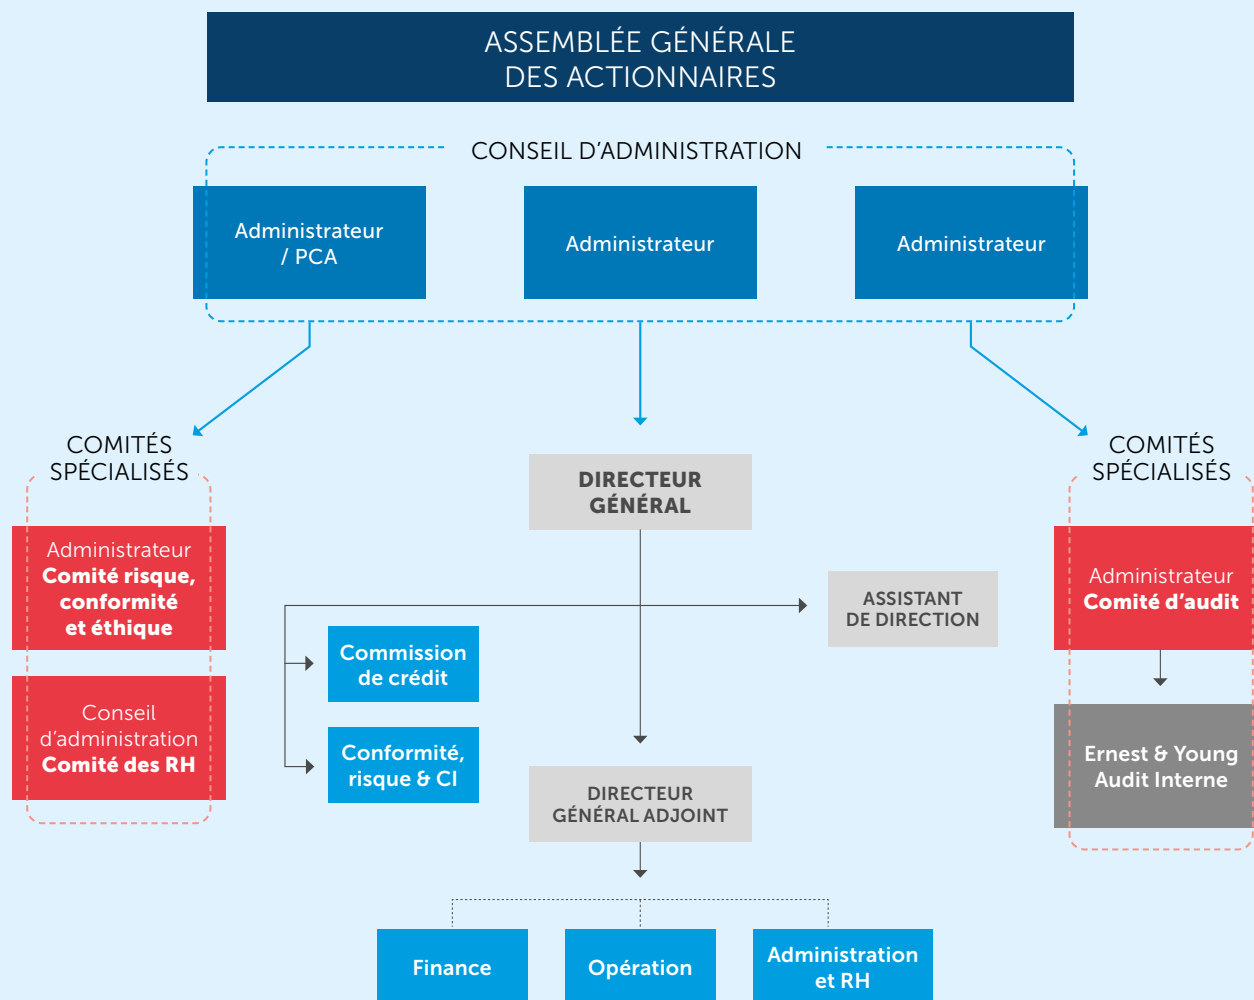 ASSEMBLÉE GÉNÉRALE
DES ACTIONNAIRES
CONSEIL D'ADMINISTRATION
Administrateur
/ PCA
Administrateur
Administrateur
COMITÉS
SPÉCIALISÉS
Administrateur
Comité risque,
conformité
et éthique
Conseil
d'administration
Comité des RH
DIRECTEUR
GÉNÉRAL
ASSISTANT
DE DIRECTION
Commission
de crédit
Conformité,
risque & CI
DIRECTEUR
GÉNÉRAL ADJOINT
Finance
Opération
Administration
et RH
COMITÉS
SPÉCIALISÉS
Administrateur
Comité d’audit
Ernest & Young
Audit Interne